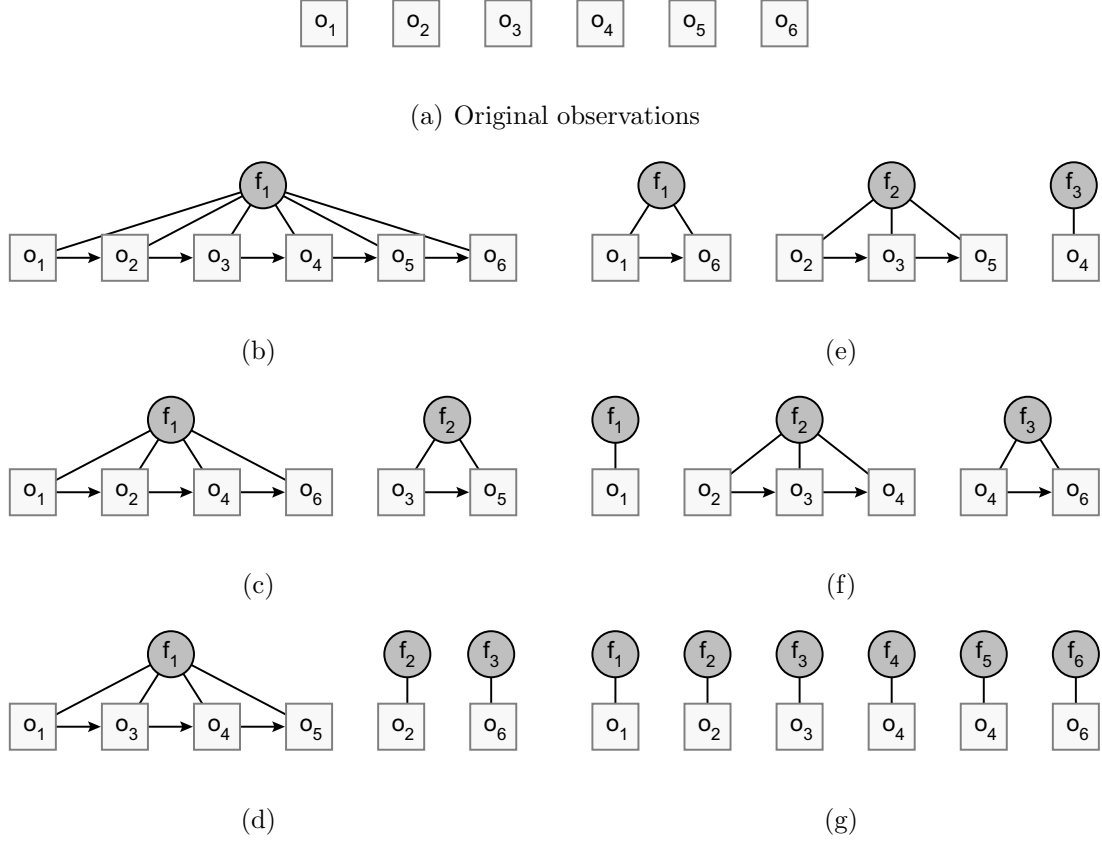 o1 o2 o3 o4 o5 o6
(a) Original observations
f1
o1 o2 o3 o4 o5 o6
(b)
f1 f2 f3
o1 o6 o2 o3 o5 o4
(e)
f1 f2
o1 o2 o4 o6 o3 o5
(c)
f1 f2 f3
o1 o2 o3 o4 o4 o6
(f)
f1 f2 f3
o1 o3 o4 o5 o2 o6
(d)
f1 f2 f3 f4 f5 f6
o1 o2 o3 o4 o4 o6
(g)